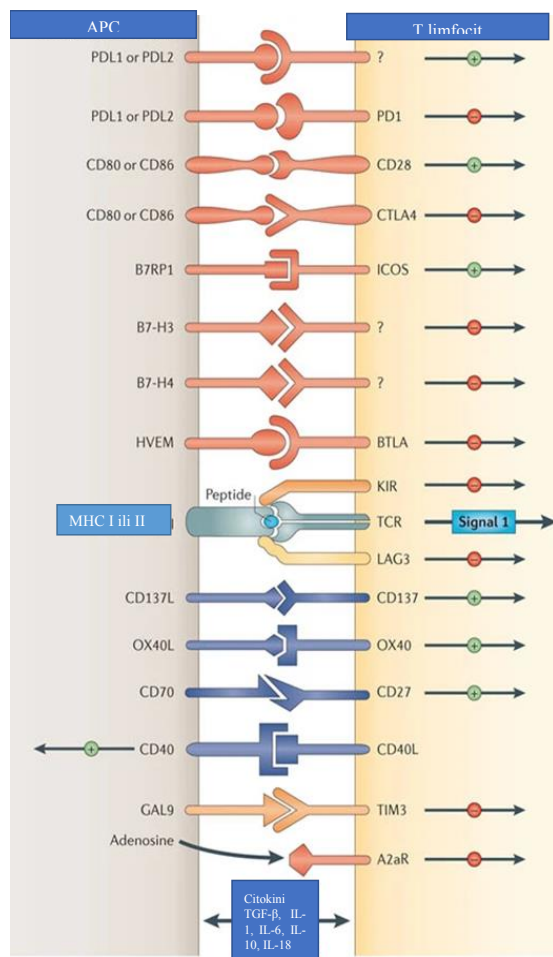 APC T limfocit
PDL1 or PDL2 ?
PDL1 or PDL2 PD1
CD80 or CD86 CD28
CD80 or CD86 CTLA4
B7RP1 ICOS
B7-H3 ?
B7-H4 ?
HVEM BTLA
KIR
Peptide
MHC I ili II TCR Signal 1
LAG3
CD137L CD137
OX40L OX40
CD70 CD27
CD40 CD40L
GAL9 TIM3
Adenosine
A2aR
Citokini
TGF-β, IL-
1, IL-6, IL-
10, IL-18